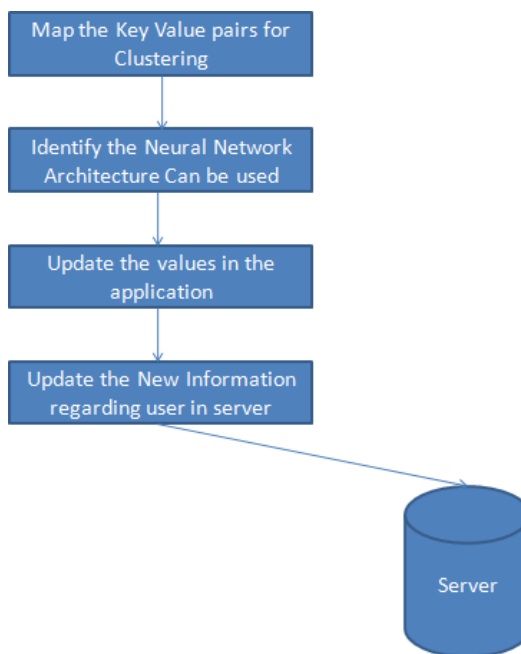 Map the Key Value pairs for
Clustering
Identify the Neural Network
Architecture Can be used
Update the values in the
application
Update the New Information
regarding user in server
Server